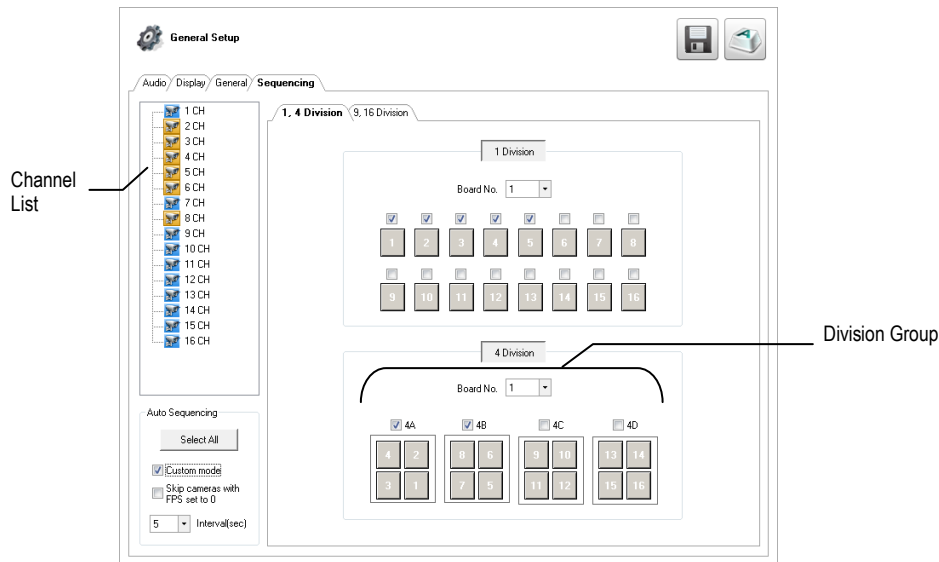 General Setup
Audio Display General Sequencing
1 CH
2 CH
3 CH
4 CH
5 CH
6 CH
7 CH
8 CH
9 CH
10 CH
11 CH
12 CH
13 CH
14 CH
15 CH
16 CH
Channel
List
Auto Sequencing
Select All
Custom mode
Skip cameras with
FPS set to 0
5 Interval(sec)
1, 4 Division 9, 16 Division
1 Division
Board No. 1
1 2 3 4 5 6 7 8
9 10 11 12 13 14 15 16
Division Group
4 Division
Board No. 1
4A 4B 4C 4D
4 2 8 6 9 10 13 14
3 1 7 5 11 12 15 16